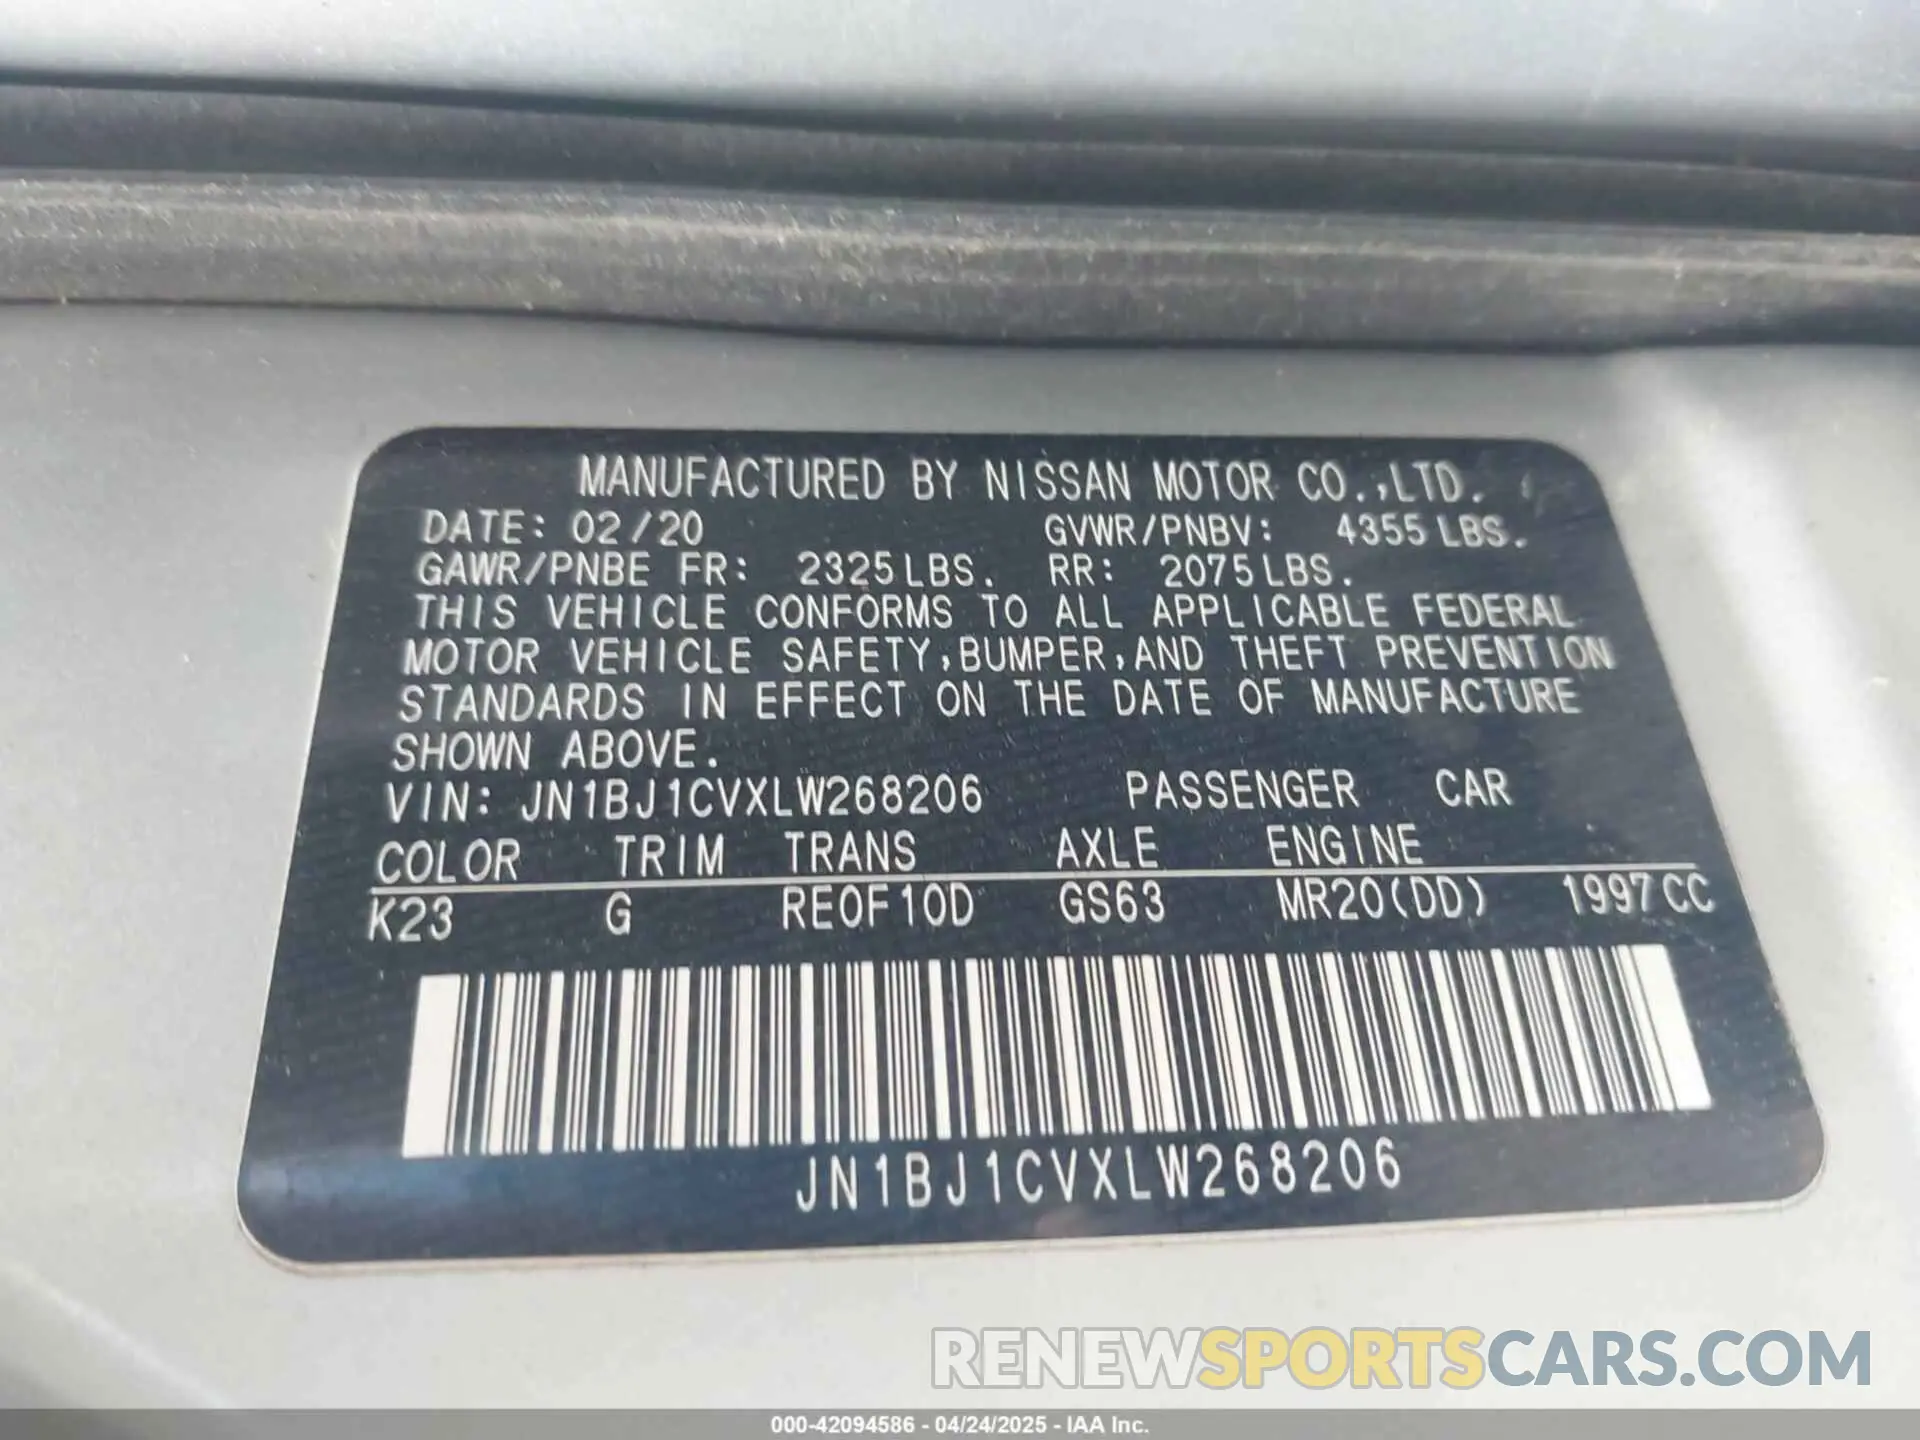 MANUFACTURED BY NISSAN MOTOR CO.,LTD.
DATE: 02/20 GVWR/PNBV: 4355 LBS.
GAWR/PNBE FR: 2325 LBS. RR: 2075 LBS.
THIS VEHICLE CONFORMS TO ALL APPLICABLE FEDERAL
MOTOR VEHICLE SAFETY,BUMPER,AND THEFT PREVENTION
STANDARDS IN EFFECT ON THE DATE OF MANUFACTURE
SHOWN ABOVE.
VIN: JN1BJ1CVXLW268206 PASSENGER CAR
COLOR TRIM TRANS AXLE ENGINE
K23 G RE0F10D GS63 MR20(DD) 1997 CC
JN1BJ1CVXLW268206
RENEWSPORTSCARS.COM
000-42094586 - 04/24/2025 - IAA Inc.